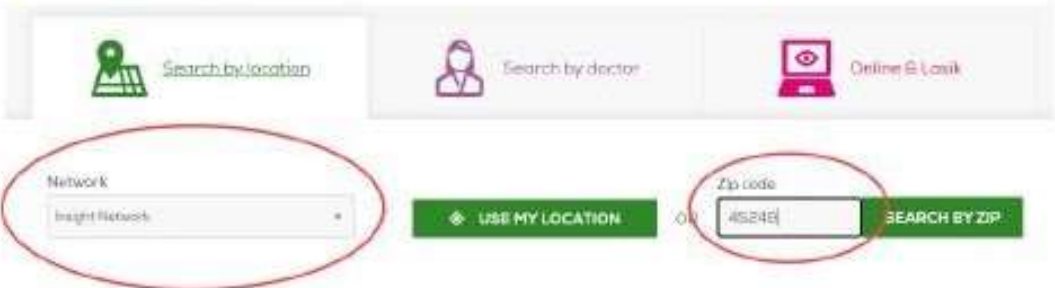 Search by location
Search by doctor
Online & Lasik
Network
Zip code
Insight Network
USE MY LOCATION
OR
SEARCH BY ZIP